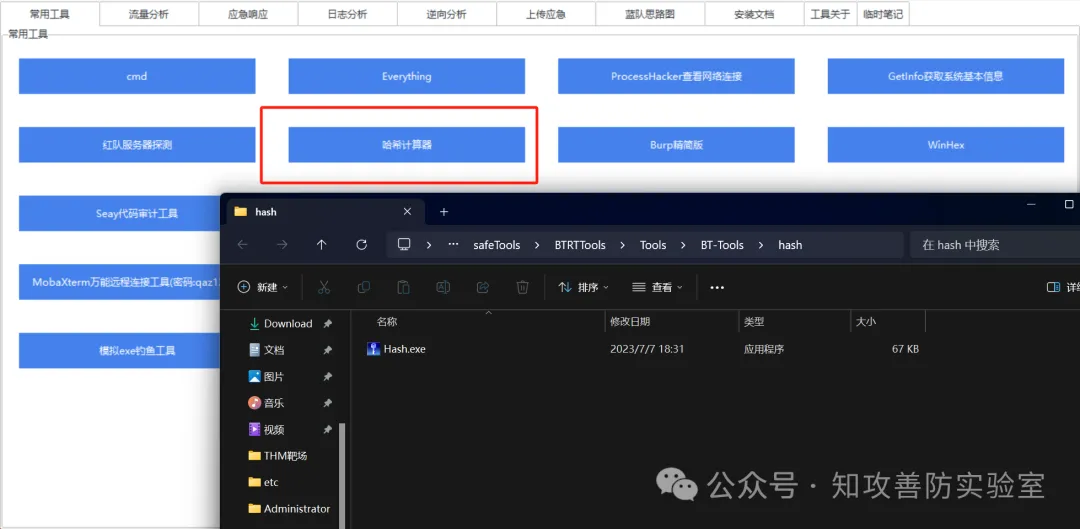 常用工具 流量分析 应急响应 日志分析 逆向分析 上传应急 蓝队思路图 安装文档 工具关于 临时笔记
常用工具
cmd Everything ProcessHacker查看网络连接 GetInfo获取系统基本信息
红队服务器探测 哈希计算器 Burp精简版 WinHex
Seay代码审计工具
MobaXterm万能远程连接工具(密码:qaz1
模拟exe钓鱼工具
hash
safeTools BTRTTools Tools BT-Tools hash 在 hash 中搜索
新建 排序 查看 详细
名称 修改日期 类型 大小
Hash.exe 2023/7/7 18:31 应用程序 67 KB
Download
文档
图片
音乐
视频
THM靶场
etc
Administrator
公众号 · 知攻善防实验室